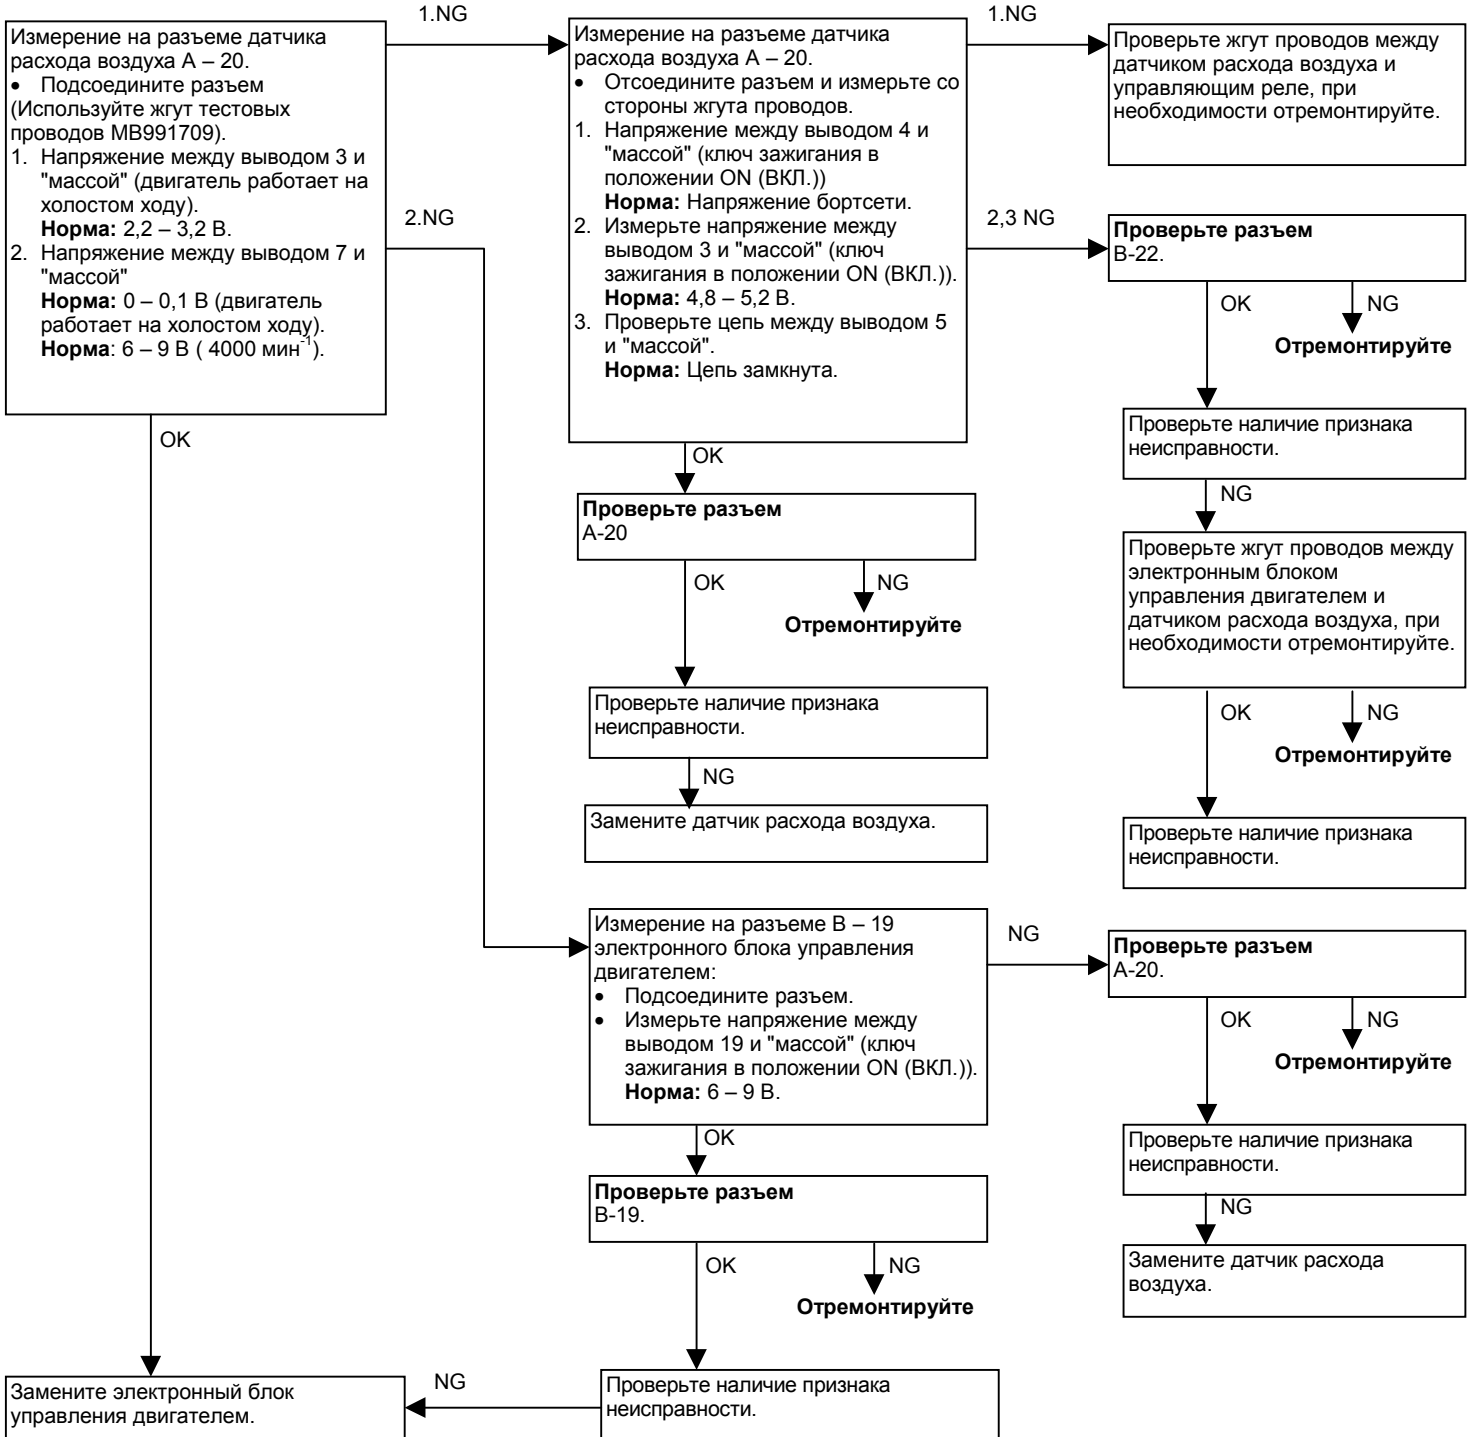 1.NG
1.NG
Измерение на разъеме датчика
расхода воздуха А – 20.
• Подсоедините разъем
(Используйте жгут тестовых
проводов MB991709).
1. Напряжение между выводом 3 и
"массой" (двигатель работает на
холостом ходу).
Норма: 2,2 – 3,2 В.
2. Напряжение между выводом 7 и
"массой"
Норма: 0 – 0,1 В (двигатель
работает на холостом ходу).
Норма: 6 – 9 В ( 4000 мин⁻¹).
2.NG
OK
Измерение на разъеме датчика
расхода воздуха А – 20.
• Отсоедините разъем и измерьте со
стороны жгута проводов.
1. Напряжение между выводом 4 и
"массой" (ключ зажигания в
положении ON (ВКЛ.))
Норма: Напряжение бортсети.
2. Измерьте напряжение между
выводом 3 и "массой" (ключ
зажигания в положении ON (ВКЛ.)).
Норма: 4,8 – 5,2 В.
3. Проверьте цепь между выводом 5
и "массой".
Норма: Цепь замкнута.
2,3 NG
Проверьте жгут проводов между
датчиком расхода воздуха и
управляющим реле, при
необходимости отремонтируйте.
Проверьте разъем
В-22.
OK
NG
Отремонтируйте
Проверьте наличие признака
неисправности.
NG
Проверьте жгут проводов между
электронным блоком
управления двигателем и
датчиком расхода воздуха, при
необходимости отремонтируйте.
OK
NG
Отремонтируйте
Проверьте наличие признака
неисправности.
OK
Проверьте разъем
А-20
OK
NG
Отремонтируйте
Проверьте наличие признака
неисправности.
NG
Замените датчик расхода воздуха.
Измерение на разъеме В – 19
электронного блока управления
двигателем:
• Подсоедините разъем.
• Измерьте напряжение между
выводом 19 и "массой" (ключ
зажигания в положении ON (ВКЛ.)).
Норма: 6 – 9 В.
NG
Проверьте разъем
А-20.
OK
NG
Отремонтируйте
Проверьте наличие признака
неисправности.
NG
Замените датчик расхода
воздуха.
OK
Проверьте разъем
В-19.
OK
NG
Отремонтируйте
Проверьте наличие признака
неисправности.
NG
Замените электронный блок
управления двигателем.